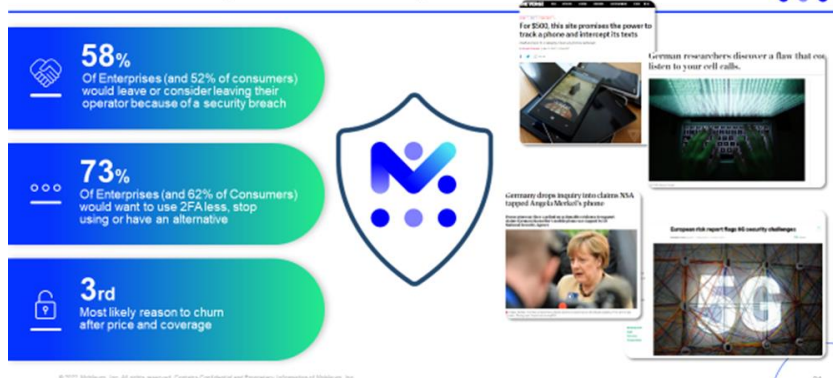 58%
Of Enterprises (and 52% of consumers)
would leave or consider leaving their
operator because of a security breach
73%
Of Enterprises (and 62% of Consumers)
would want to use 2FA less, stop
using or have an alternative
3rd
Most likely reason to churn
after price and coverage
For $500, this site promises the power to
track a phone and intercept its texts
German researchers discover a flaw that
listen to your cell calls.
Germany drops inquiry into claims NSA
tapped Angela Merkel's phone
European risk report flags 5G security challenges
5G